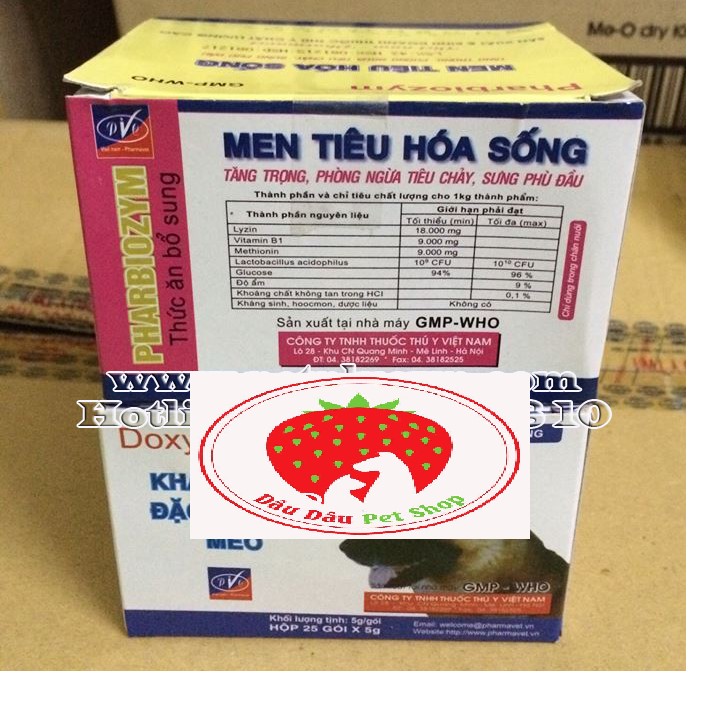 Me-O dry Ki
GMP-WHO
MEN TIÊU HÓA SỐNG
Pharbiozym
PHARBIOZYM
Thức ăn bổ sung
MEN TIÊU HÓA SỐNG
TĂNG TRỌNG, PHÒNG NGỪA TIÊU CHẢY, SƯNG PHÙ ĐẦU
Thành phần và chỉ tiêu chất lượng cho 1kg thành phẩm:
Thành phần nguyên liệu Giới hạn phải đạt
Tối thiểu (min) Tối đa (max)
Lyzin 18.000 mg
Vitamin B1 9.000 mg
Methionin 9.000 mg
Lactobacillus acidophilus 10⁹ CFU 10¹⁰ CFU
Glucose 94% 96 %
Độ ẩm 9 %
Khoáng chất không tan trong HCl 0,1 %
Kháng sinh, hoocmon, dược liệu Không có
Chỉ dùng trong chăn nuôi
Sản xuất tại nhà máy GMP-WHO
CÔNG TY TNHH THUỐC THÚ Y VIỆT NAM
Lô 28 - Khu CN Quang Minh - Mê Linh - Hà Nội
ĐT: 04. 38182269 * Fax: 04. 38182525
Doxy
Dâu Dâu Pet Shop
MÈO
GMP - WHO
CÔNG TY TNHH THUỐC THÚ Y VIỆT NAM
Khối lượng tịnh: 5g/gói
HỘP 25 GÓI X 5g
Email: welcome@pharmavet.vn
Website:http://www.pharmavet.vn